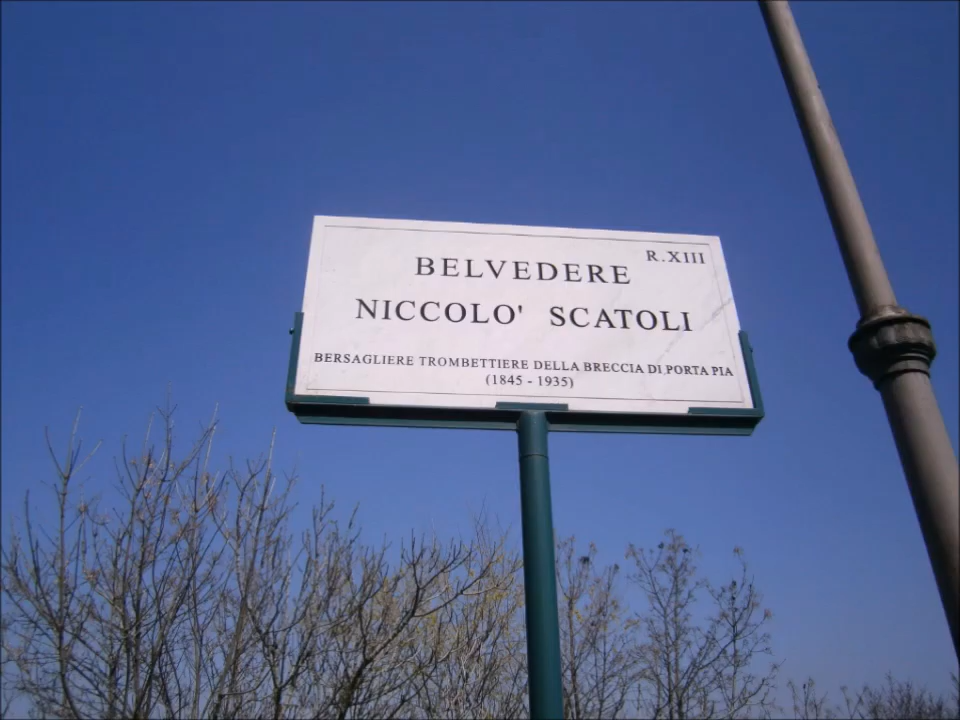 R.XIII
BELVEDERE
NICCOLO' SCATOLI
BERSAGLIERE TROMBETTIERE DELLA BRECCIA DI PORTA PIA
(1845 - 1935)